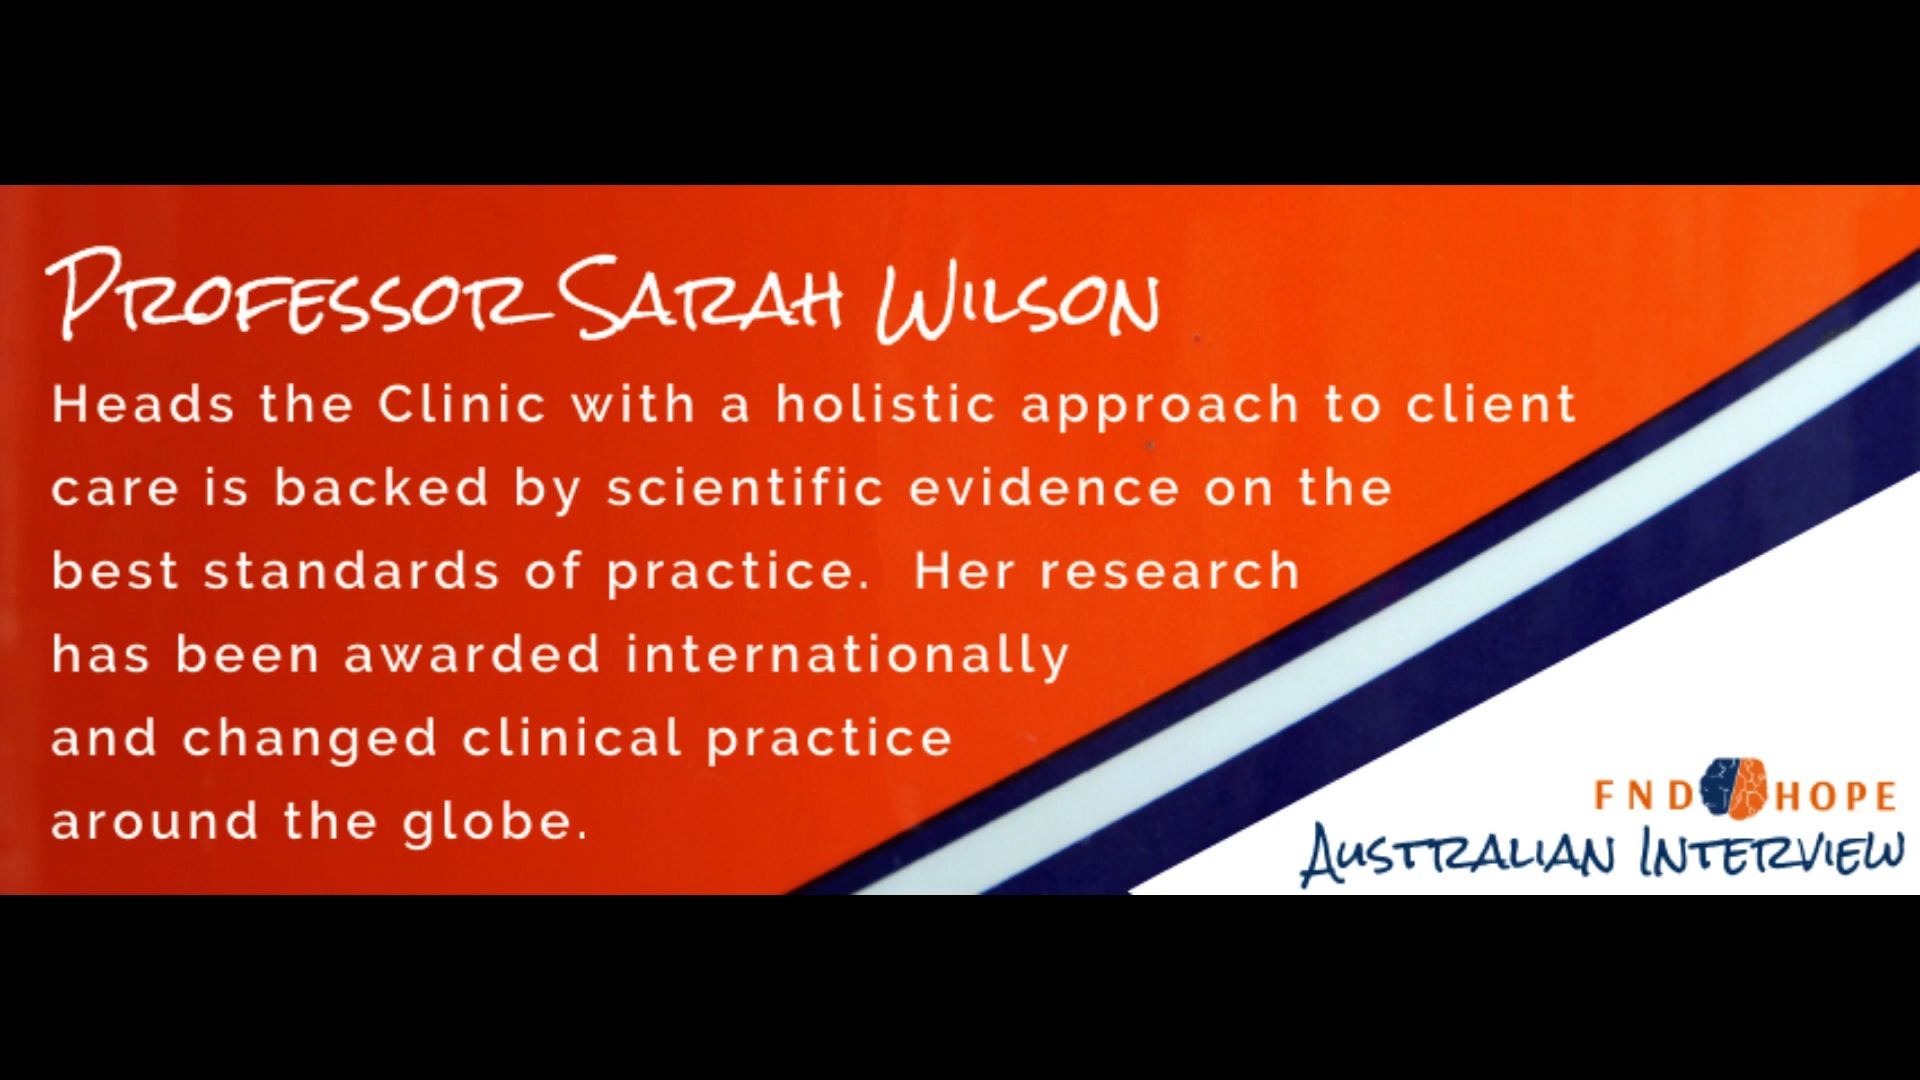 Professor Sarah Wilson
Heads the Clinic with a holistic approach to client
care is backed by scientific evidence on the
best standards of practice.  Her research
has been awarded internationally
and changed clinical practice
around the globe.
FND HOPE
Australian Interview